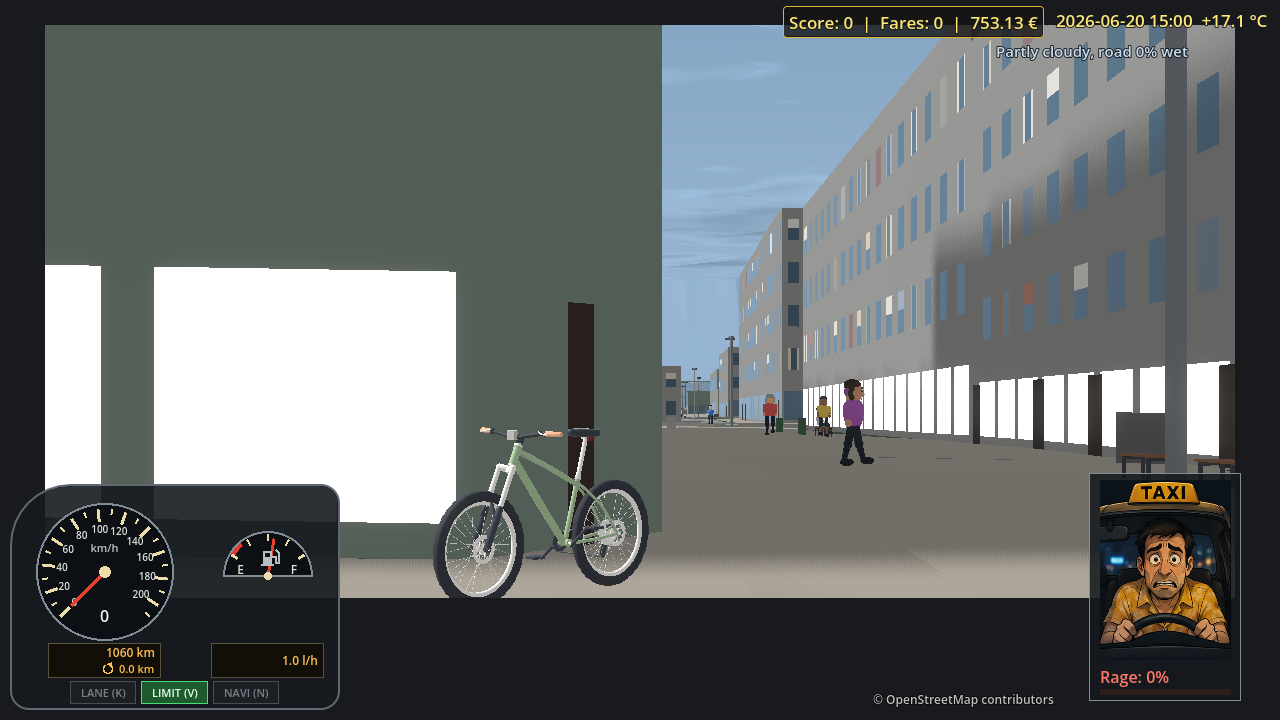 Score: 0 | Fares: 0 | 753.13 €
2026-06-20 15:00 +17.1 °C
Partly cloudy, road 0% wet
0 20 40 60 80 100 120 140 160 180 200
km/h
0
E F
1060 km
0.0 km
1.0 l/h
LANE (K)
LIMIT (V)
NAVI (N)
TAXI
Rage: 0%
© OpenStreetMap contributors